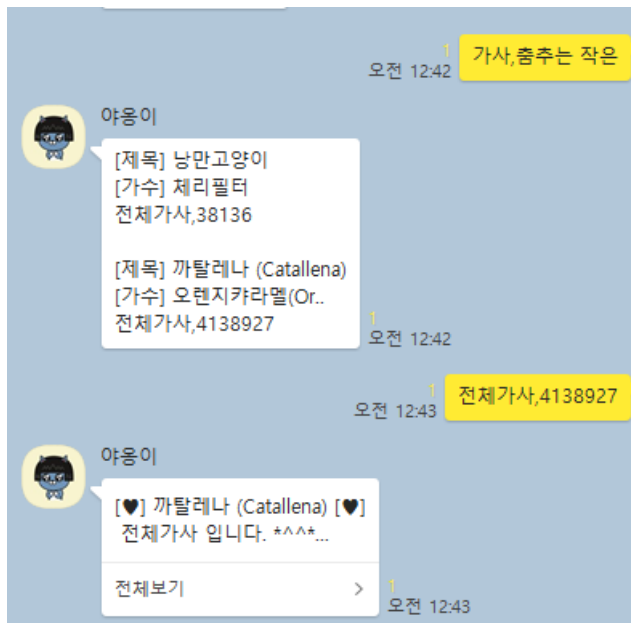 가사,춤추는 작은
1
오전 12:42
야옹이
[제목] 낭만고양이
[가수] 체리필터
전체가사,38136
[제목] 까탈레나 (Catallena)
[가수] 오렌지캬라멜(Or..
전체가사,4138927
1
오전 12:42
전체가사,4138927
1
오전 12:43
야옹이
[♥] 까탈레나 (Catallena) [♥]
전체가사 입니다. *^^*...
전체보기
1
오전 12:43